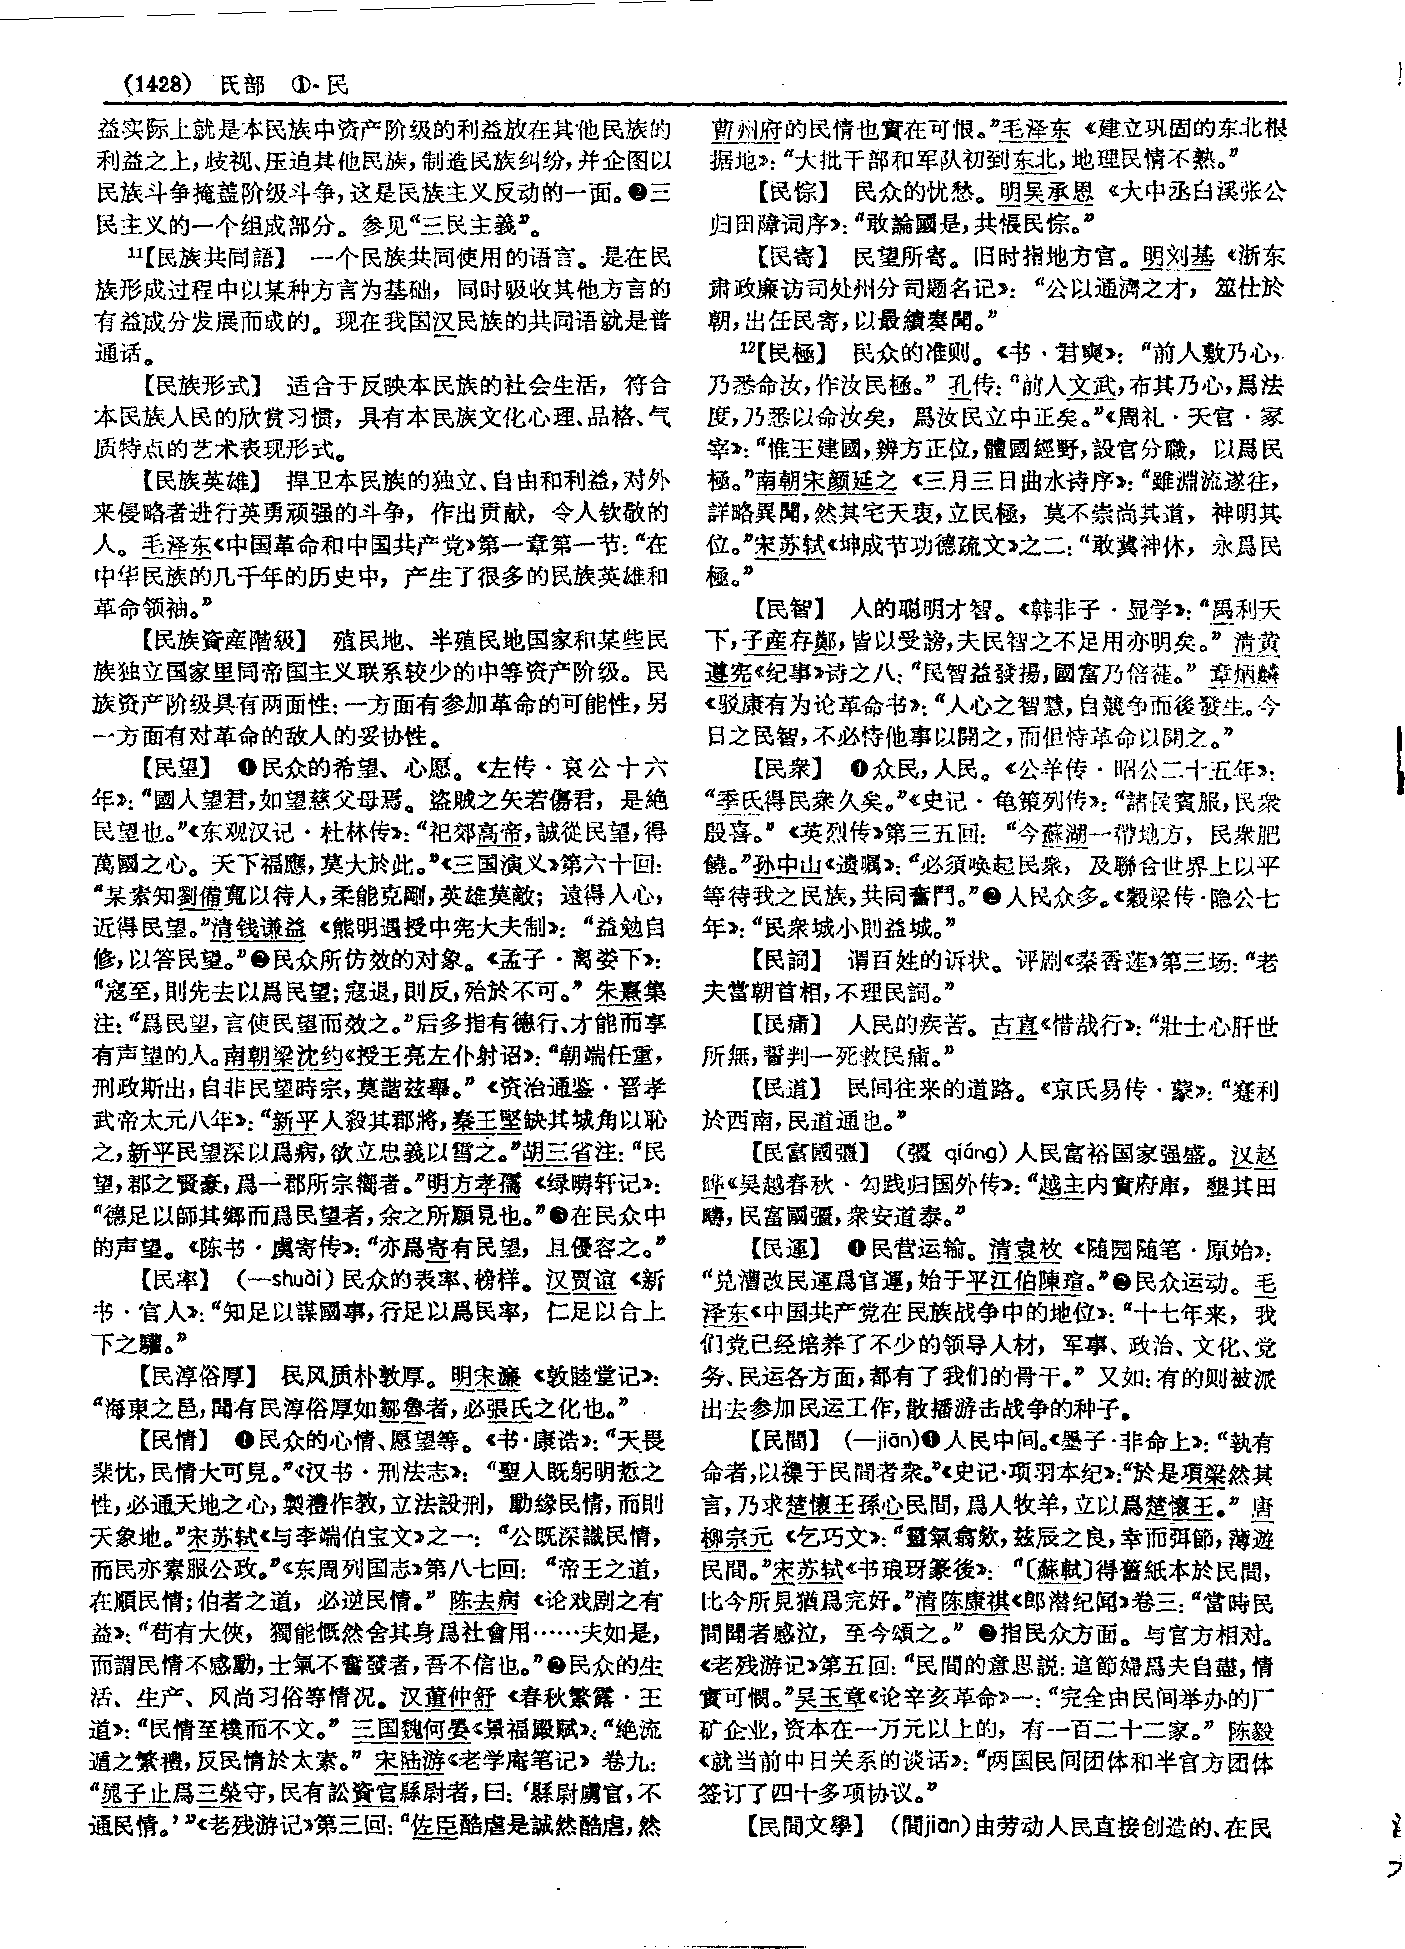 (1428) 氏部 ①·民
益实际上就是本民族中资产阶级的利益放在其他民族的
利益之上，歧视、压迫其他民族，制造民族纠纷，并企图以
民族斗争掩盖阶级斗争，这是民族主义反动的一面。❷三
民主义的一个组成部分。参见“三民主義”。
11【民族共同語】 一个民族共同使用的语言。是在民
族形成过程中以某种方言为基础，同时吸收其他方言的
有益成分发展而成的。现在我国汉民族的共同语就是普
通话。
【民族形式】 适合于反映本民族的社会生活，符合
本民族人民的欣赏习惯，具有本民族文化心理、品格、气
质特点的艺术表现形式。
【民族英雄】 捍卫本民族的独立、自由和利益，对外
来侵略者进行英勇顽强的斗争，作出贡献，令人钦敬的
人。毛泽东《中国革命和中国共产党》第一章第一节：“在
中华民族的几千年的历史中，产生了很多的民族英雄和
革命领袖。”
【民族資産階級】 殖民地、半殖民地国家和某些民
族独立国家里同帝国主义联系较少的中等资产阶级。民
族资产阶级具有两面性：一方面有参加革命的可能性，另
一方面有对革命的敌人的妥协性。
【民望】 ❶民众的希望、心愿。《左传·哀公十六
年》：“國人望君，如望慈父母焉。盜賊之矢若傷君，是絶
民望也。”《东观汉记·杜林传》：“祀郊高帝，誠從民望，得
萬國之心。天下福應，莫大於此。”《三国演义》第六十回：
“某素知劉備寬以待人，柔能克剛，英雄莫敵；遠得人心，
近得民望。”清钱谦益《熊明遇授中宪大夫制》：“益勉自
修，以答民望。”❷民众所仿效的对象。《孟子·离娄下》：
“寇至，則先去以爲民望；寇退，則反，殆於不可。”朱熹集
注：“爲民望，言使民望而效之。”后多指有德行、才能而享
有声望的人。南朝梁沈约《授王亮左仆射诏》：“朝端任重，
刑政斯出，自非民望時宗，莫諧兹舉。”《资治通鉴·晋孝
武帝太元八年》：“新平人殺其郡將，秦王堅缺其城角以恥
之，新平民望深以爲病，欲立忠義以雪之。”胡三省注：“民
望，郡之賢豪，爲一郡所宗嚮者。”明方孝孺《绿畴轩记》：
“德足以師其鄉而爲民望者，余之所願見也。”❸在民众中
的声望。《陈书·虞寄传》：“亦爲寄有民望，且優容之。”
【民率】 (—shuài)民众的表率、榜样。汉贾谊《新
书·官人》：“知足以謀國事，行足以爲民率，仁足以合上
下之驩。”
【民淳俗厚】 民风质朴敦厚。明宋濂《敦睦堂记》：
“海東之邑，聞有民淳俗厚如鄒魯者，必張氏之化也。”
【民情】 ❶民众的心情、愿望等。《书·康诰》：“天畏
棐忱，民情大可見。”《汉书·刑法志》：“聖人既躬明悊之
性，必通天地之心，製禮作教，立法設刑，動緣民情，而則
天象地。”宋苏轼《与李端伯宝文》之一：“公既深識民情，
而民亦素服公政。”《东周列国志》第八七回：“帝王之道，
在順民情；伯者之道，必逆民情。”陈去病《论戏剧之有
益》：“苟有大俠，獨能慨然舍其身爲社會用……夫如是，
而謂民情不感動，士氣不奮發者，吾不信也。”❷民众的生
活、生产、风尚习俗等情况。汉董仲舒《春秋繁露·王
道》：“民情至樸而不文。”三国魏何晏《景福殿赋》：“絶流
遁之繁禮，反民情於太素。”宋陆游《老学庵笔记》卷九：
“晁子止爲三榮守，民有訟資官縣尉者，曰：‘縣尉虜官，不
通民情。’”《老残游记》第三回：“佐臣酷虐是誠然酷虐，然
曹州府的民情也實在可恨。”毛泽东《建立巩固的东北根
据地》：“大批干部和军队初到东北，地理民情不熟。”
【民悰】 民众的忧愁。明吴承恩《大中丞白溪张公
归田障词序》：“敢論國是，共悵民悰。”
【民寄】 民望所寄。旧时指地方官。明刘基《浙东
肃政廉访司处州分司题名记》：“公以通濟之才，筮仕於
朝，出任民寄，以最績奏聞。”
12【民極】 民众的准则。《书·君奭》：“前人敷乃心，
乃悉命汝，作汝民極。”孔传：“前人文武，布其乃心，爲法
度，乃悉以命汝矣，爲汝民立中正矣。”《周礼·天官·冢
宰》：“惟王建國，辨方正位，體國經野，設官分職，以爲民
極。”南朝宋颜延之《三月三日曲水诗序》：“雖淵流遂往，
詳略異聞，然其宅天衷，立民極，莫不崇尚其道，神明其
位。”宋苏轼《坤成节功德疏文》之二：“敢冀神休，永爲民
極。”
【民智】 人的聪明才智。《韩非子·显学》：“禹利天
下，子產存鄭，皆以受謗，夫民智之不足用亦明矣。”清黄
遵宪《纪事》诗之八：“民智益發揚，國富乃倍蓰。”章炳麟
《驳康有为论革命书》：“人心之智慧，自競争而後發生。今
日之民智，不必恃他事以開之，而但恃革命以開之。”
【民衆】 ❶众民，人民。《公羊传·昭公二十五年》：
“季氏得民衆久矣。”《史记·龟策列传》：“諸侯賓服，民衆
殷喜。”《英烈传》第三五回：“今蘇湖一帶地方，民衆肥
饒。”孙中山《遗嘱》：“必須唤起民衆，及聯合世界上以平
等待我之民族，共同奮鬥。”❷人民众多。《穀梁传·隐公七
年》：“民衆城小則益城。”
【民詞】 谓百姓的诉状。评剧《秦香莲》第三场：“老
夫當朝首相，不理民詞。”
【民痛】 人民的疾苦。古直《惜哉行》：“壯士心肝世
所無，誓判一死救民痛。”
【民道】 民间往来的道路。《京氏易传·蒙》：“蹇利
於西南，民道通也。”
【民富國彊】 (彊 qiáng)人民富裕国家强盛。汉赵
晔《吴越春秋·勾践归国外传》：“越主内實府庫，墾其田
疇，民富國彊，衆安道泰。”
【民運】 ❶民营运输。清袁枚《随园随笔·原始》：
“兑漕改民運爲官運，始于平江伯陳瑄。”❷民众运动。毛
泽东《中国共产党在民族战争中的地位》：“十七年来，我
们党已经培养了不少的领导人材，军事、政治、文化、党
务、民运各方面，都有了我们的骨干。”又如：有的则被派
出去参加民运工作，散播游击战争的种子。
【民間】 (—jiān)❶人民中间。《墨子·非命上》：“執有
命者，以襍于民間者衆。”《史记·项羽本纪》：“於是項梁然其
言，乃求楚懷王孫心民間，爲人牧羊，立以爲楚懷王。”唐
柳宗元《乞巧文》：“靈氣翕欻，兹辰之良，幸而弭節，薄遊
民間。”宋苏轼《书琅玡篆後》：“〔蘇軾〕得舊紙本於民間，
比今所見猶爲完好。”清陈康祺《郎潜纪闻》卷三：“當時民
間聞者感泣，至今頌之。”❷指民众方面。与官方相对。
《老残游记》第五回：“民間的意思説：這節婦爲夫自盡，情
實可憫。”吴玉章《论辛亥革命》一：“完全由民间举办的厂
矿企业，资本在一万元以上的，有一百二十二家。”陈毅
《就当前中日关系的谈话》：“两国民间团体和半官方团体
签订了四十多项协议。”
【民間文學】 (間jiān)由劳动人民直接创造的、在民